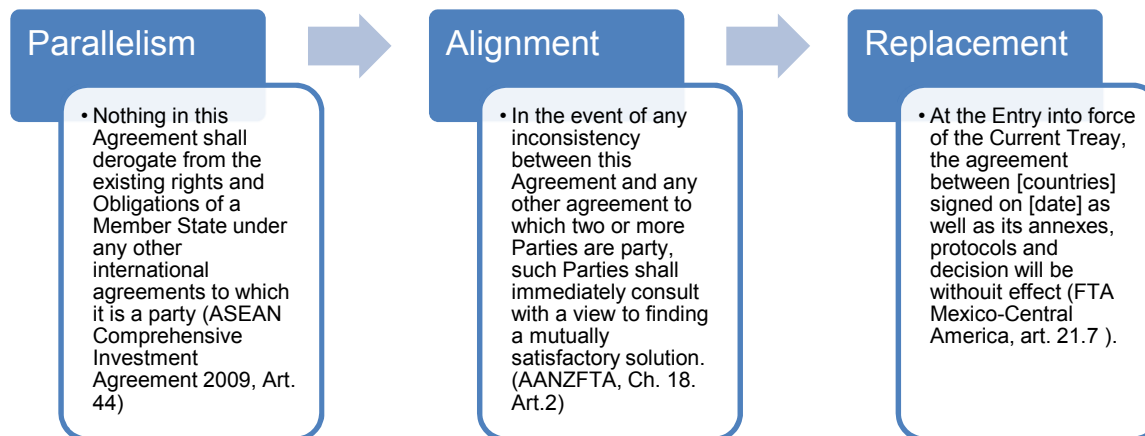 Parallelism
• Nothing in this
Agreement shall
derogate from the
existing rights and
Obligations of a
Member State under
any other
international
agreements to which
it is a party (ASEAN
Comprehensive
Investment
Agreement 2009, Art.
44)
Alignment
• In the event of any
inconsistency
between this
Agreement and any
other agreement to
which two or more
Parties are party,
such Parties shall
immediately consult
with a view to finding
a mutually
satisfactory solution.
(AANZFTA, Ch. 18.
Art.2)
Replacement
• At the Entry into force
of the Current Treay,
the agreement
between [countries]
signed on [date] as
well as its annexes,
protocols and
decision will be
withouit effect (FTA
Mexico-Central
America, art. 21.7 ).